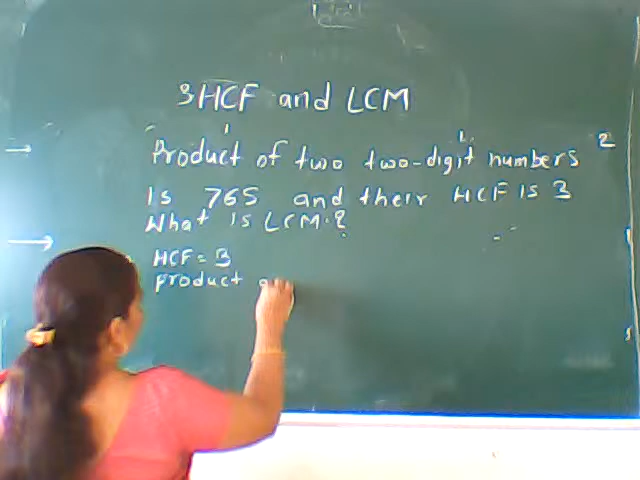 3 HCF and LCM
Product of two two-digit numbers 2
is 765 and their HCF is 3
What is LCM.?
HCF = 3
product